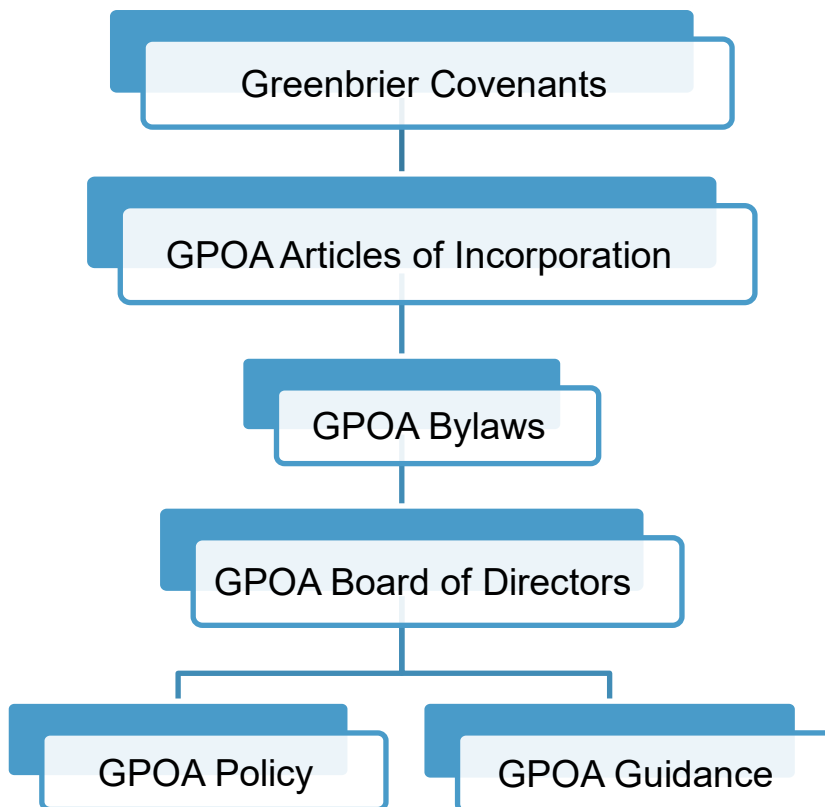 Greenbrier Covenants
GPOA Articles of Incorporation
GPOA Bylaws
GPOA Board of Directors
GPOA Policy
GPOA Guidance